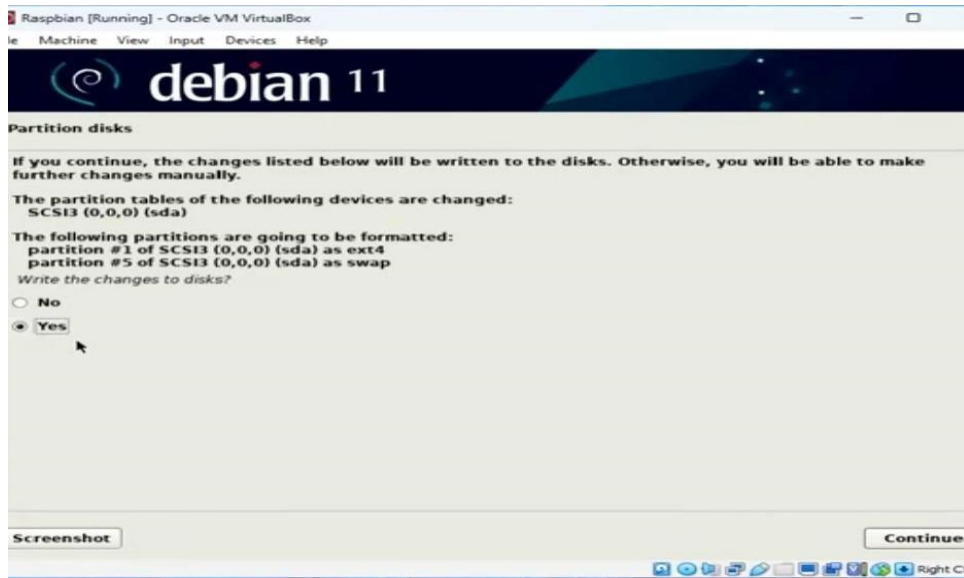 Raspbian [Running] - Oracle VM VirtualBox
le Machine View Input Devices Help
debian 11
Partition disks
If you continue, the changes listed below will be written to the disks. Otherwise, you will be able to make
further changes manually.
The partition tables of the following devices are changed:
SCSI3 (0,0,0) (sda)
The following partitions are going to be formatted:
partition #1 of SCSI3 (0,0,0) (sda) as ext4
partition #5 of SCSI3 (0,0,0) (sda) as swap
Write the changes to disks?
No
Yes
Screenshot
Continue
Right C